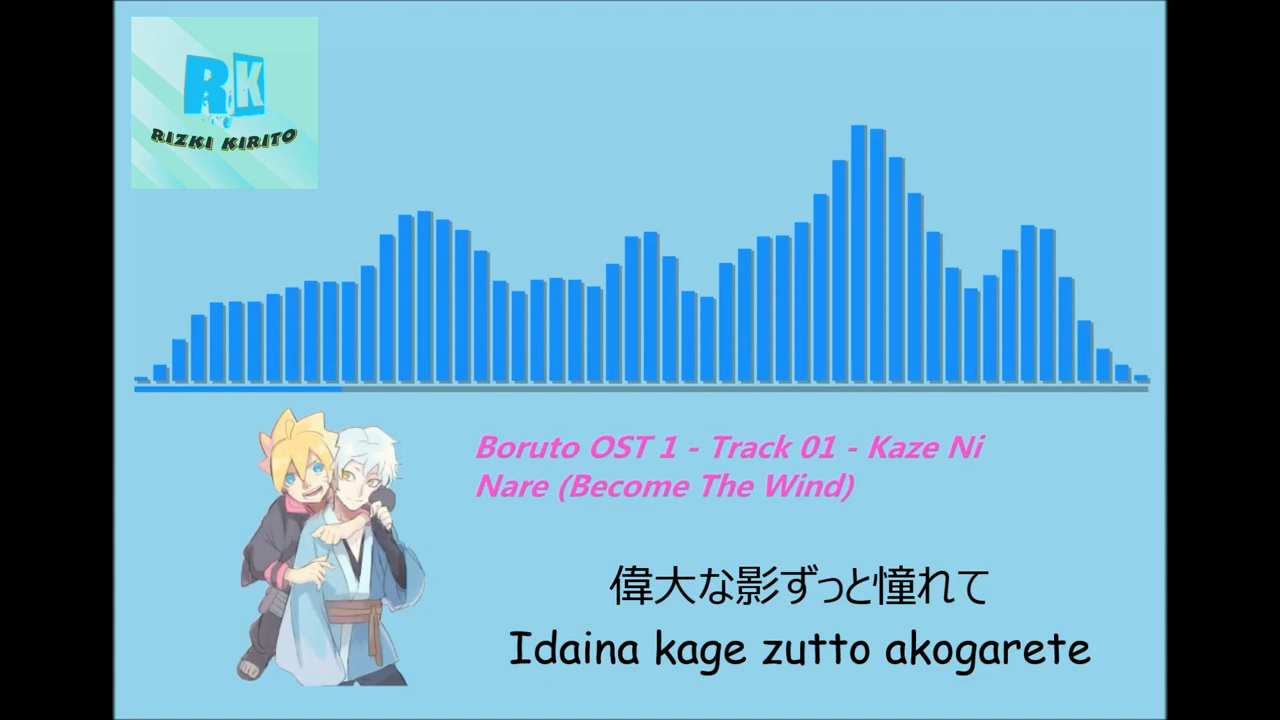 RK
RIZKI KIRITO
Boruto OST 1 - Track 01 - Kaze Ni
Nare (Become The Wind)
偉大な影ずっと憧れて
Idaina kage zutto akogarete